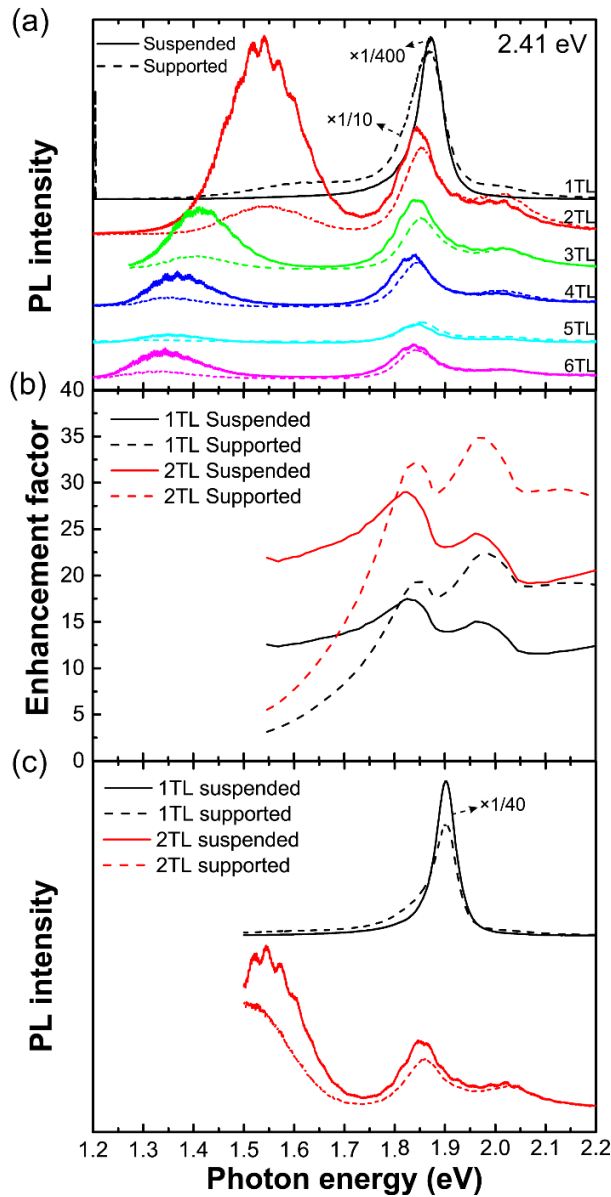 (a)
Suspended
Supported
×1/400
2.41 eV
×1/10
PL intensity
1TL
2TL
3TL
4TL
5TL
6TL
(b)
40
35
30
25
20
15
10
5
0
Enhancement factor
1TL Suspended
1TL Supported
2TL Suspended
2TL Supported
(c)
1TL suspended
1TL supported
2TL suspended
2TL supported
×1/40
PL intensity
1.2 1.3 1.4 1.5 1.6 1.7 1.8 1.9 2.0 2.1 2.2
Photon energy (eV)